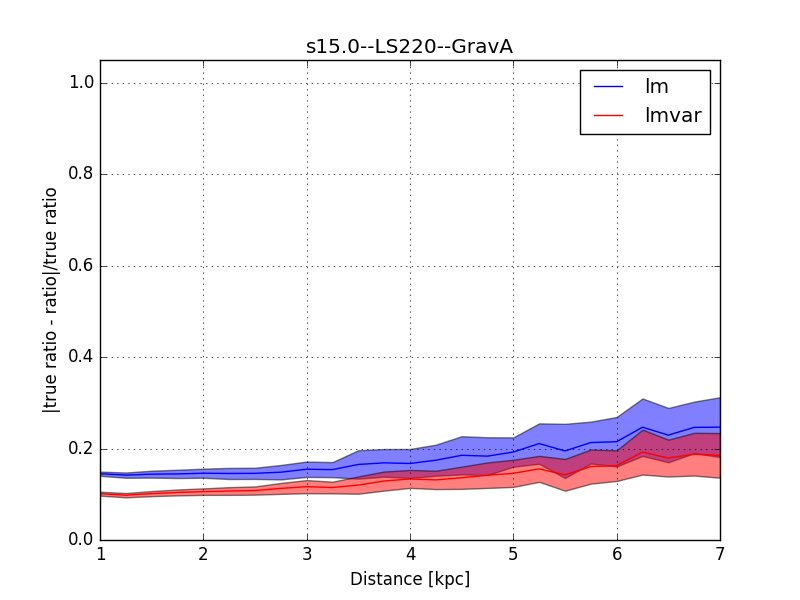 s15.0--LS220--GravA
lm
lmvar
1.0
0.8
0.6
0.4
0.2
0.0
|true ratio - ratio|/true ratio
1 2 3 4 5 6 7
Distance [kpc]